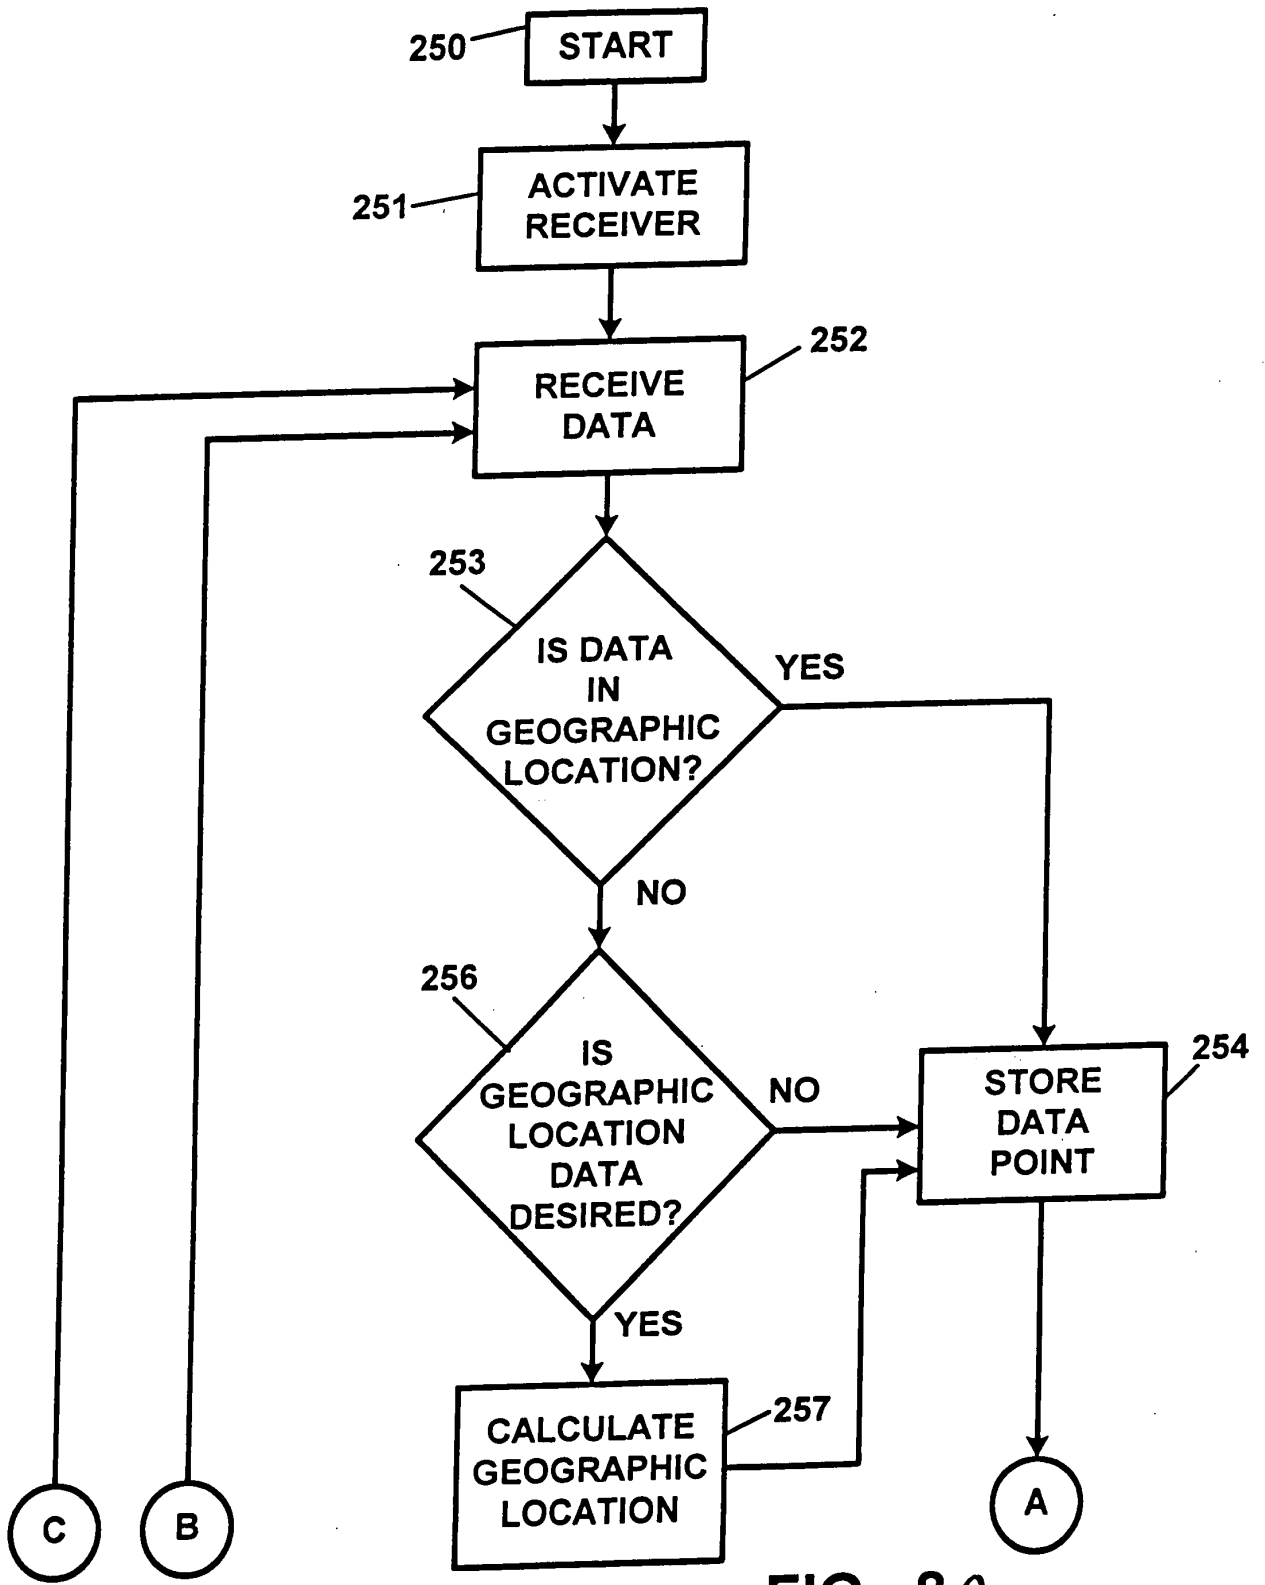 250
START
251
ACTIVATE
RECEIVER
252
RECEIVE
DATA
253
IS DATA
IN
GEOGRAPHIC
LOCATION?
YES
NO
256
IS
GEOGRAPHIC
LOCATION
DATA
DESIRED?
NO
254
STORE
DATA
POINT
YES
257
CALCULATE
GEOGRAPHIC
LOCATION
C
B
A